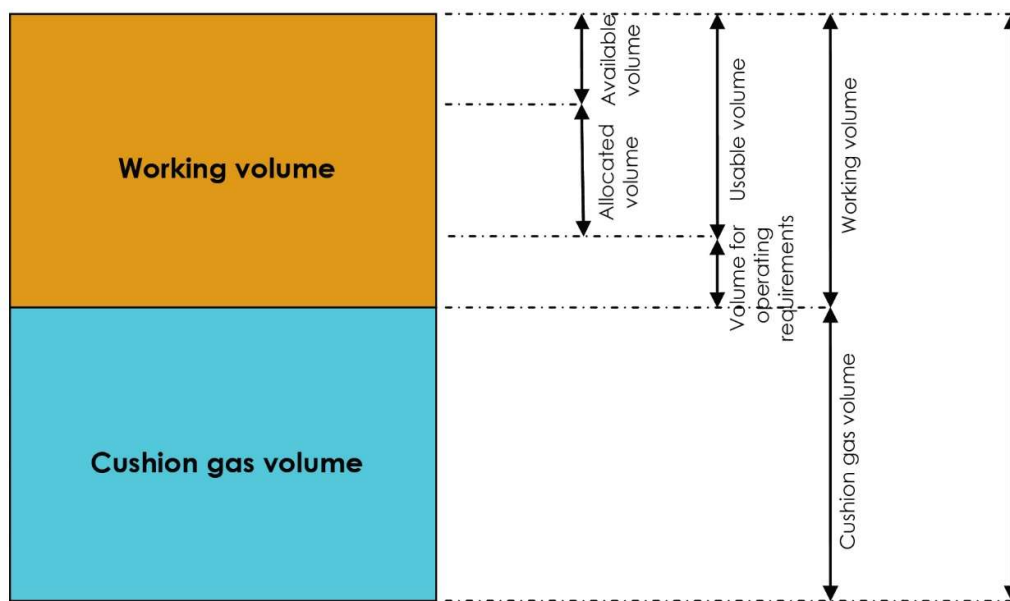 Working volume
Cushion gas volume
Available
volume
Allocated
volume
Usable volume
Volume for
operating
requirements
Working volume
Cushion gas volume